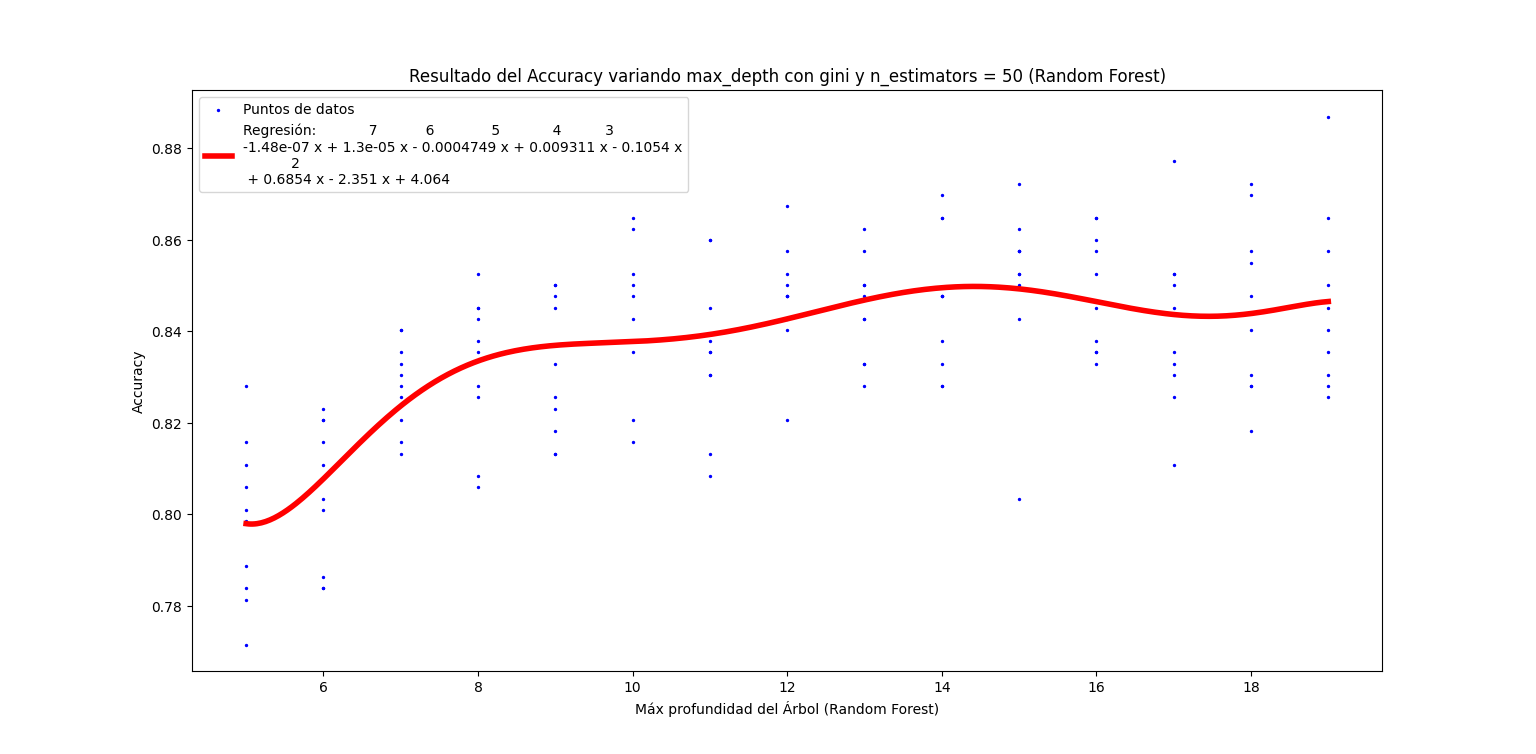 Resultado del Accuracy variando max_depth con gini y n_estimators = 50 (Random Forest)
Puntos de datos
Regresión: 7 6 5 4 3
-1.48e-07 x + 1.3e-05 x - 0.0004749 x + 0.009311 x - 0.1054 x
2
+ 0.6854 x - 2.351 x + 4.064
0.88
0.86
0.84
0.82
0.80
0.78
Accuracy
6 8 10 12 14 16 18
Máx profundidad del Árbol (Random Forest)